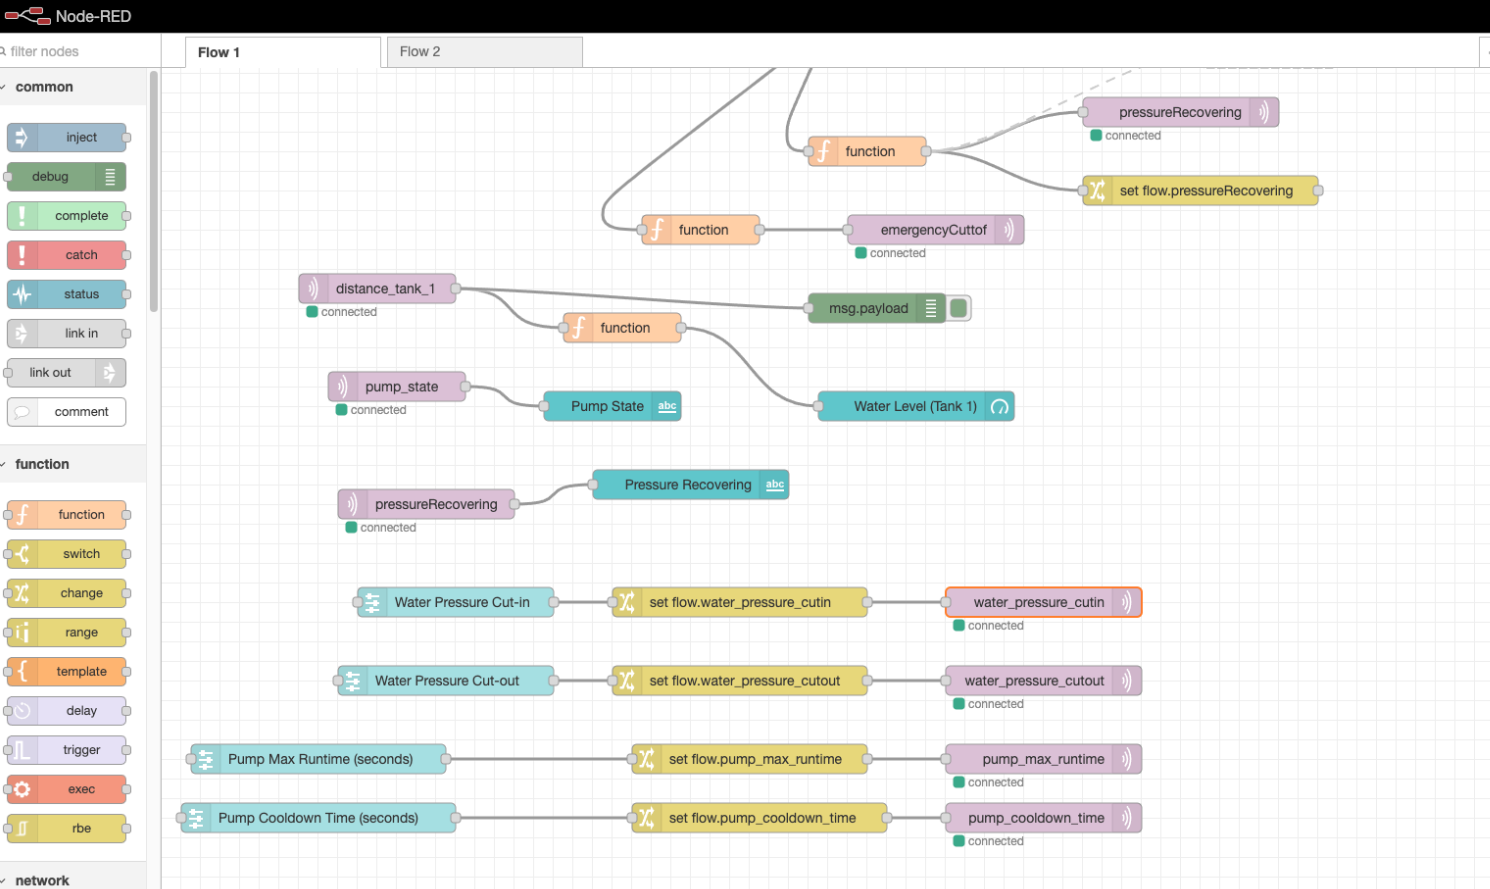 Node-RED
filter nodes
Flow 1
Flow 2
common
inject
debug
complete
catch
status
link in
link out
comment
function
function
switch
change
range
template
delay
trigger
exec
rbe
network
pressureRecovering
connected
function
set flow.pressureRecovering
function
emergencyCuttof
connected
distance_tank_1
connected
msg.payload
function
pump_state
connected
Pump State
abc
Water Level (Tank 1)
Pressure Recovering
abc
pressureRecovering
connected
Water Pressure Cut-in
set flow.water_pressure_cutin
water_pressure_cutin
connected
Water Pressure Cut-out
set flow.water_pressure_cutout
water_pressure_cutout
connected
Pump Max Runtime (seconds)
set flow.pump_max_runtime
pump_max_runtime
connected
Pump Cooldown Time (seconds)
set flow.pump_cooldown_time
pump_cooldown_time
connected